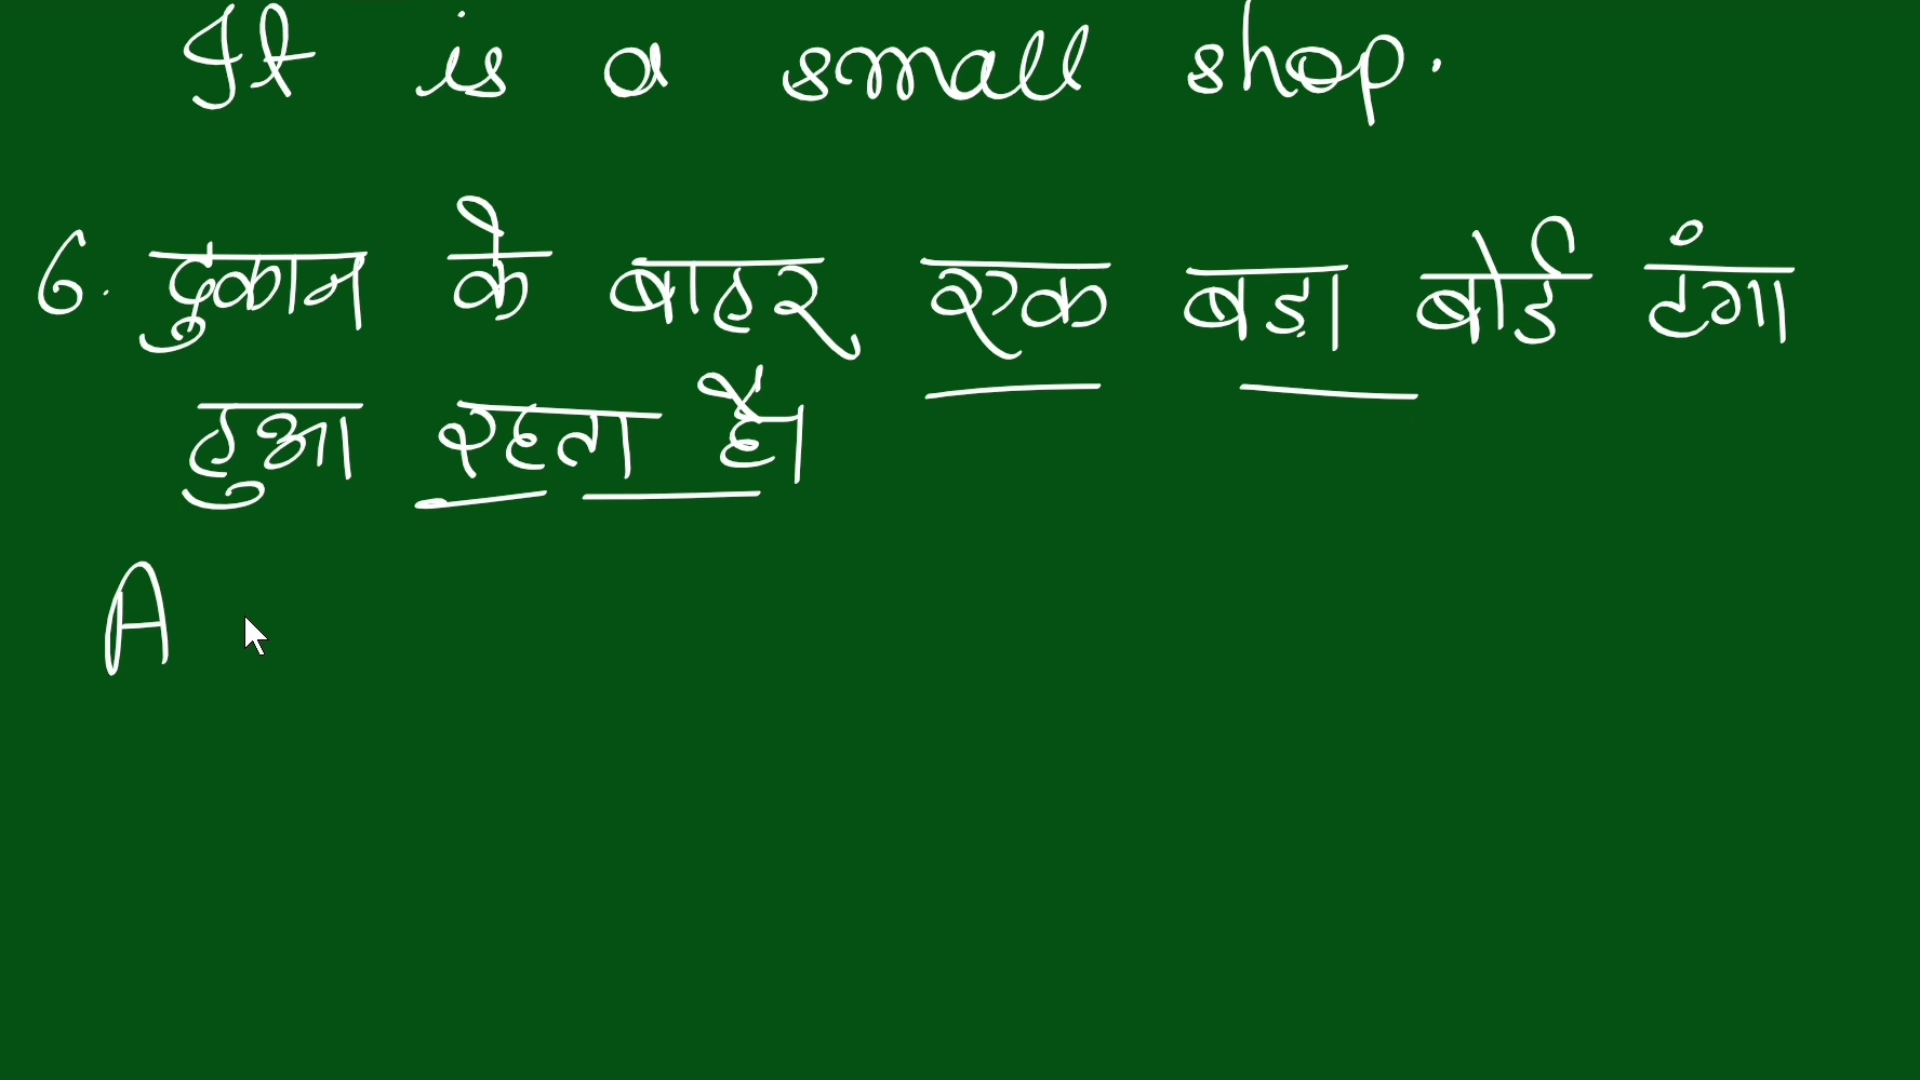 It is a small shop.
6. दुकान के बाहर एक बड़ा बोर्ड टंगा
हुआ रहता है।
A